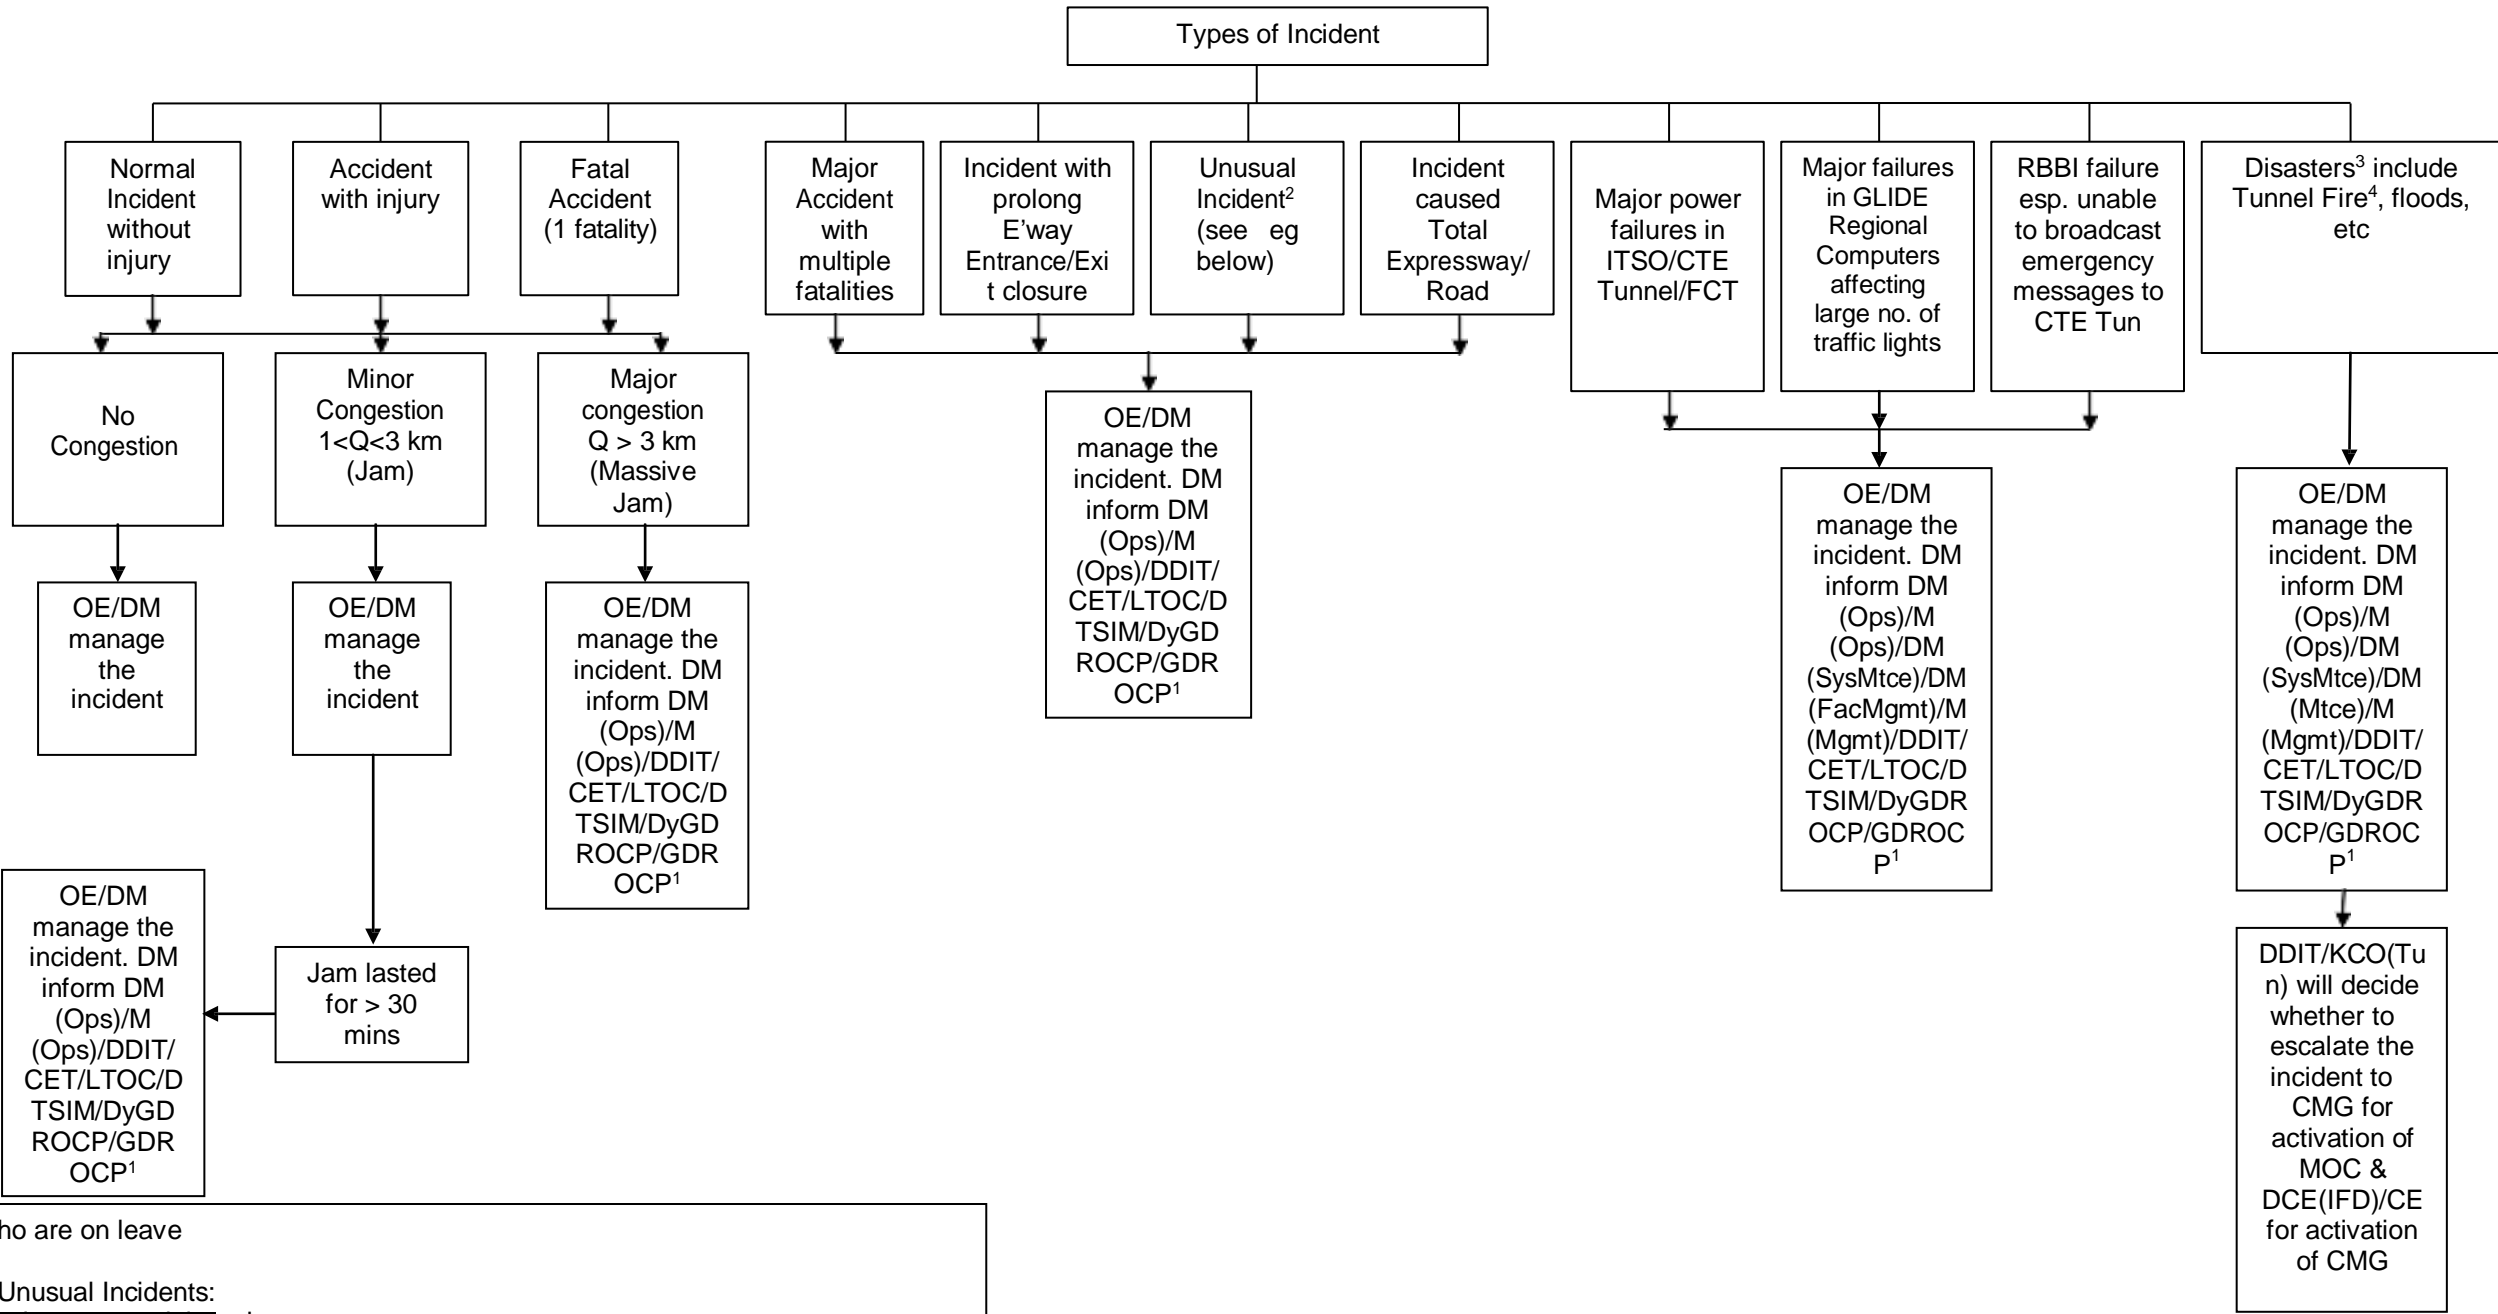 Types of Incident
Normal
Incident
without
injury
Accident
with injury
Fatal
Accident
(1 fatality)
Major
Accident
with
multiple
fatalities
Incident with
prolong
E’way
Entrance/Exi
t closure
Unusual
Incident2
(see eg
below)
Incident
caused
Total
Expressway/
Road
Major power
failures in
ITSO/CTE
Tunnel/FCT
Major failures
in GLIDE
Regional
Computers
affecting
large no. of
traffic lights
RBBI failure
esp. unable
to broadcast
emergency
messages to
CTE Tun
Disasters3 include
Tunnel Fire4, floods,
etc
No
Congestion
Minor
Congestion
1<Q<3 km
(Jam)
Major
congestion
Q > 3 km
(Massive
Jam)
OE/DM
manage the
incident. DM
inform DM
(Ops)/M
(Ops)/DDIT/
CET/LTOC/D
TSIM/DyGD
ROCP/GDR
OCP1
OE/DM
manage the
incident. DM
inform DM
(Ops)/M
(Ops)/DM
(SysMtce)/DM
(FacMgmt)/M
(Mgmt)/DDIT/
CET/LTOC/D
TSIM/DyGDR
OCP/GDROC
P1
OE/DM
manage the
incident. DM
inform DM
(Ops)/M
(Ops)/DM
(SysMtce)/DM
(Mtce)/M
(Mgmt)/DDIT/
CET/LTOC/D
TSIM/DyGDR
OCP/GDROC
P1
OE/DM
manage
the
incident
OE/DM
manage
the
incident
OE/DM
manage the
incident. DM
inform DM
(Ops)/M
(Ops)/DDIT/
CET/LTOC/D
TSIM/DyGD
ROCP/GDR
OCP1
OE/DM
manage the
incident. DM
inform DM
(Ops)/M
(Ops)/DDIT/
CET/LTOC/D
TSIM/DyGD
ROCP/GDR
OCP1
Jam lasted
for > 30
mins
DDIT/KCO(Tu
n) will decide
whether to
escalate the
incident to
CMG for
activation of
MOC &
DCE(IFD)/CE
for activation
of CMG
ho are on leave
Unusual Incidents: